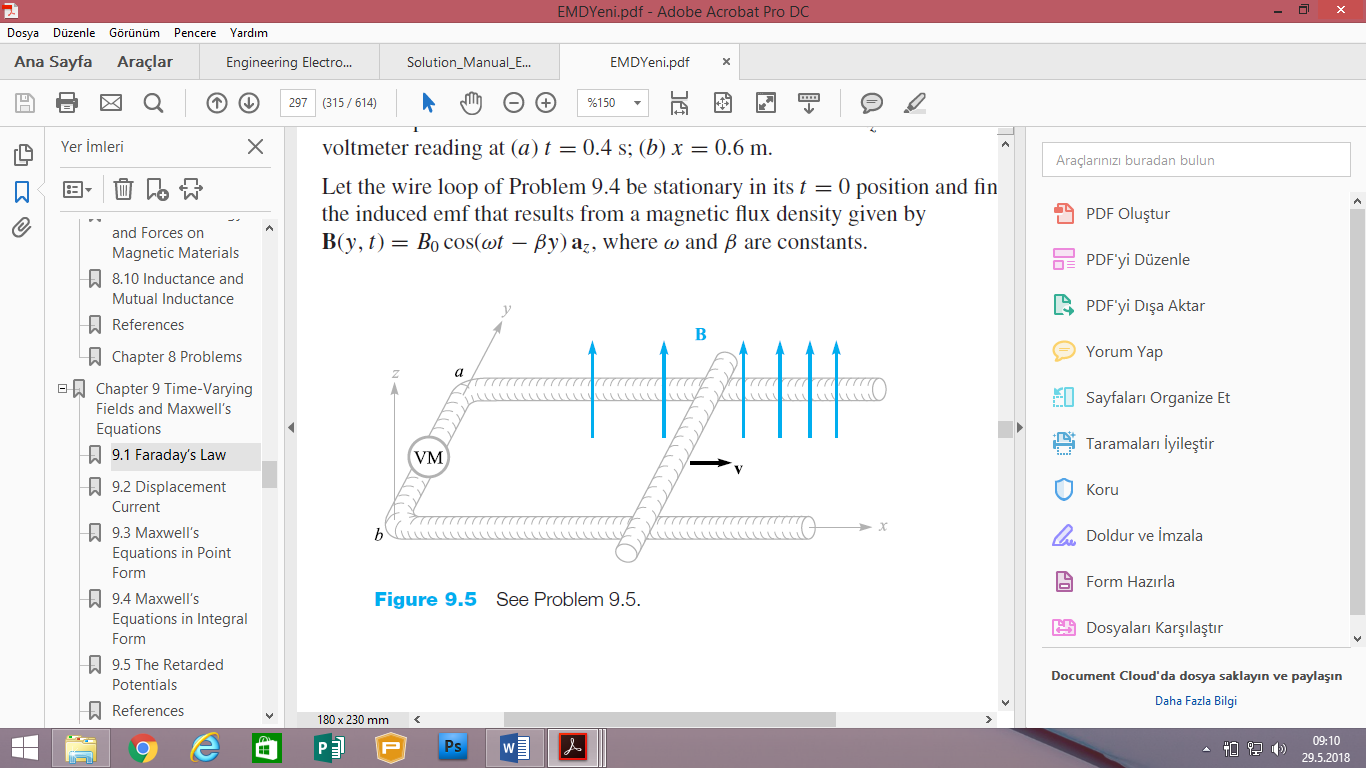 EMDYeni.pdf - Adobe Acrobat Pro DC
Dosya Düzenle Görünüm Pencere Yardım
Ana Sayfa Araçlar Engineering Electro... Solution_Manual_E... EMDYeni.pdf
297 (315 / 614) %150
Yer İmleri
and Forces on
Magnetic Materials
8.10 Inductance and
Mutual Inductance
References
Chapter 8 Problems
Chapter 9 Time-Varying
Fields and Maxwell's
Equations
9.1 Faraday's Law
9.2 Displacement
Current
9.3 Maxwell's
Equations in Point
Form
9.4 Maxwell's
Equations in Integral
Form
9.5 The Retarded
Potentials
References
voltmeter reading at (a) t = 0.4 s; (b) x = 0.6 m.
Let the wire loop of Problem 9.4 be stationary in its t = 0 position and fin
the induced emf that results from a magnetic flux density given by
B(y, t) = B0 cos(ωt − βy) az, where ω and β are constants.
y
B
z
a
VM
v
b
x
Figure 9.5 See Problem 9.5.
180 x 230 mm
Araçlarınızı buradan bulun
PDF Oluştur
PDF'yi Düzenle
PDF'yi Dışa Aktar
Yorum Yap
Sayfaları Organize Et
Taramaları İyileştir
Koru
Doldur ve İmzala
Form Hazırla
Dosyaları Karşılaştır
Document Cloud'da dosya saklayın ve paylaşın
Daha Fazla Bilgi
09:10
29.5.2018